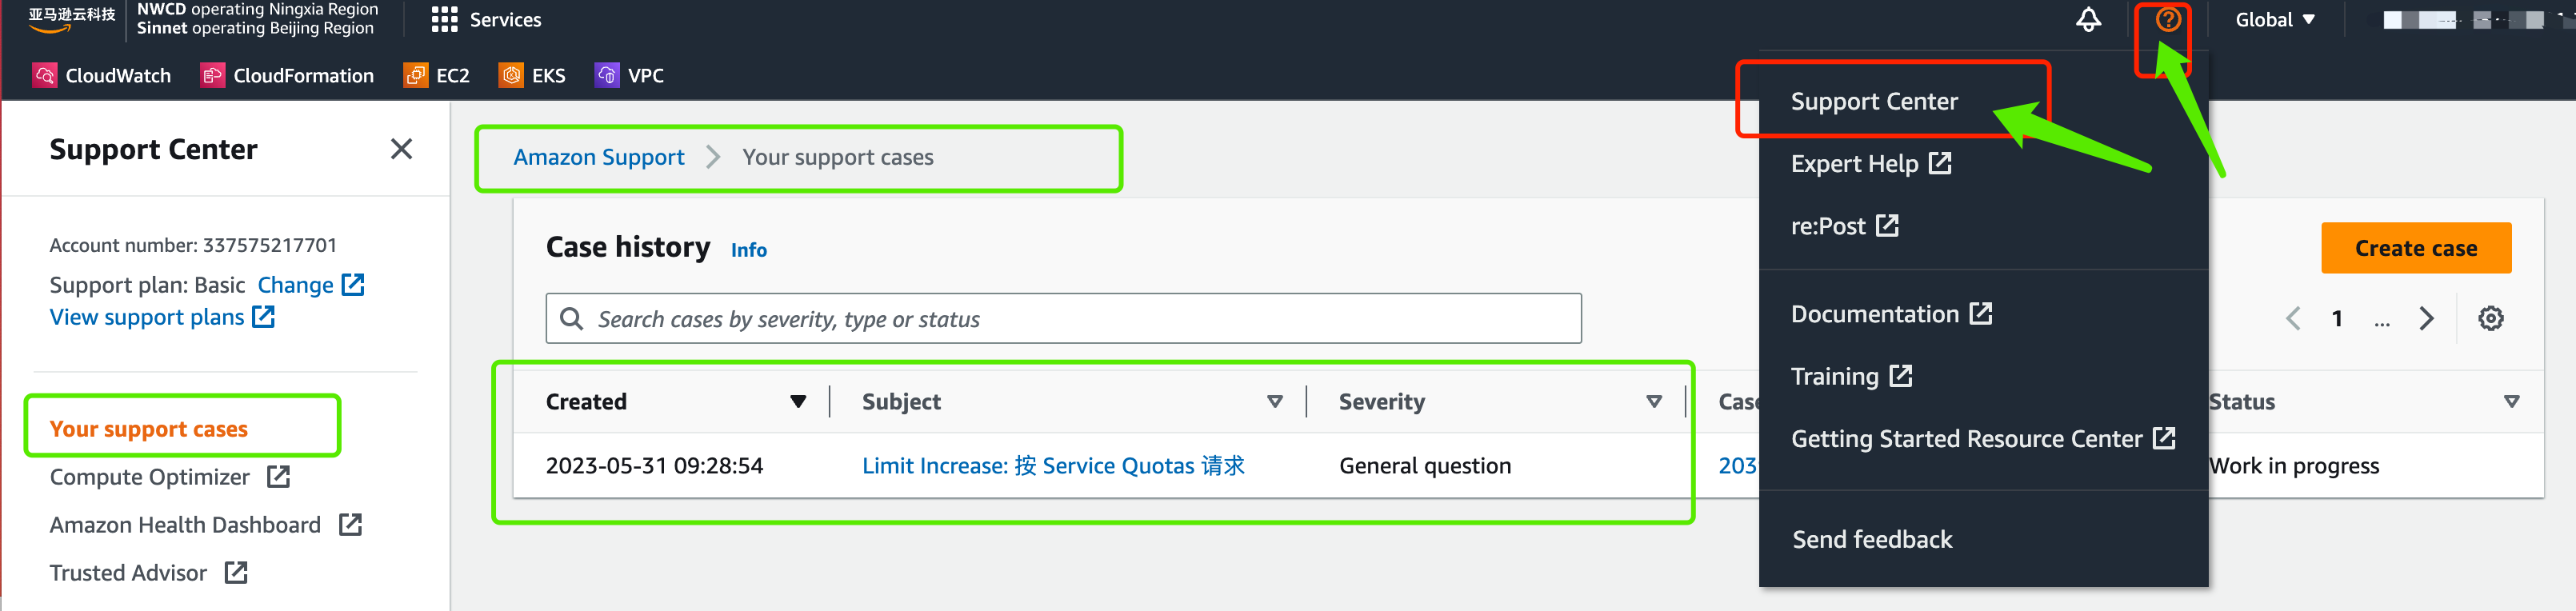 亚马逊云科技
NWCD operating Ningxia Region
Sinnet operating Beijing Region
Services
Global
CloudWatch
CloudFormation
EC2
EKS
VPC
Support Center
Account number: 337575217701
Support plan: Basic Change
View support plans
Your support cases
Compute Optimizer
Amazon Health Dashboard
Trusted Advisor
Amazon Support > Your support cases
Case history Info
Create case
Search cases by severity, type or status
1 ...
Created Subject Severity Case Status
2023-05-31 09:28:54 Limit Increase: 按 Service Quotas 请求 General question 203 Work in progress
Support Center
Expert Help
re:Post
Documentation
Training
Getting Started Resource Center
Send feedback